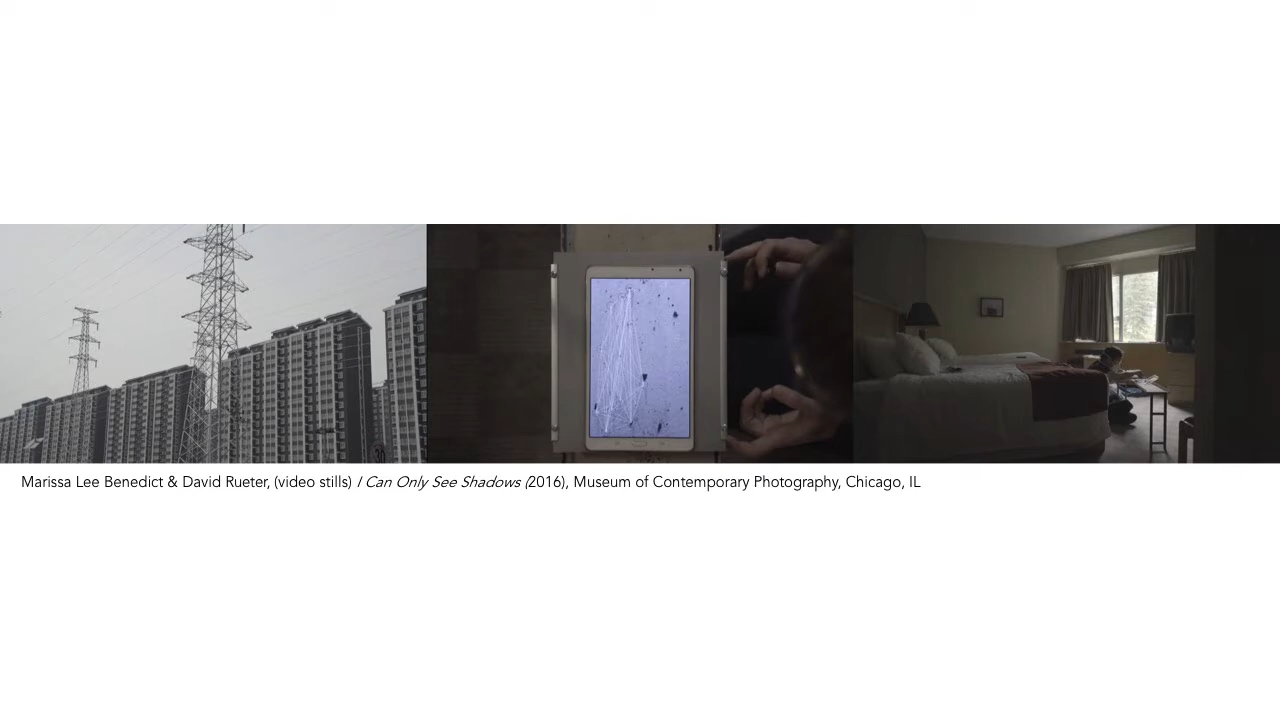 Marissa Lee Benedict & David Rueter, (video stills) I Can Only See Shadows (2016), Museum of Contemporary Photography, Chicago, IL